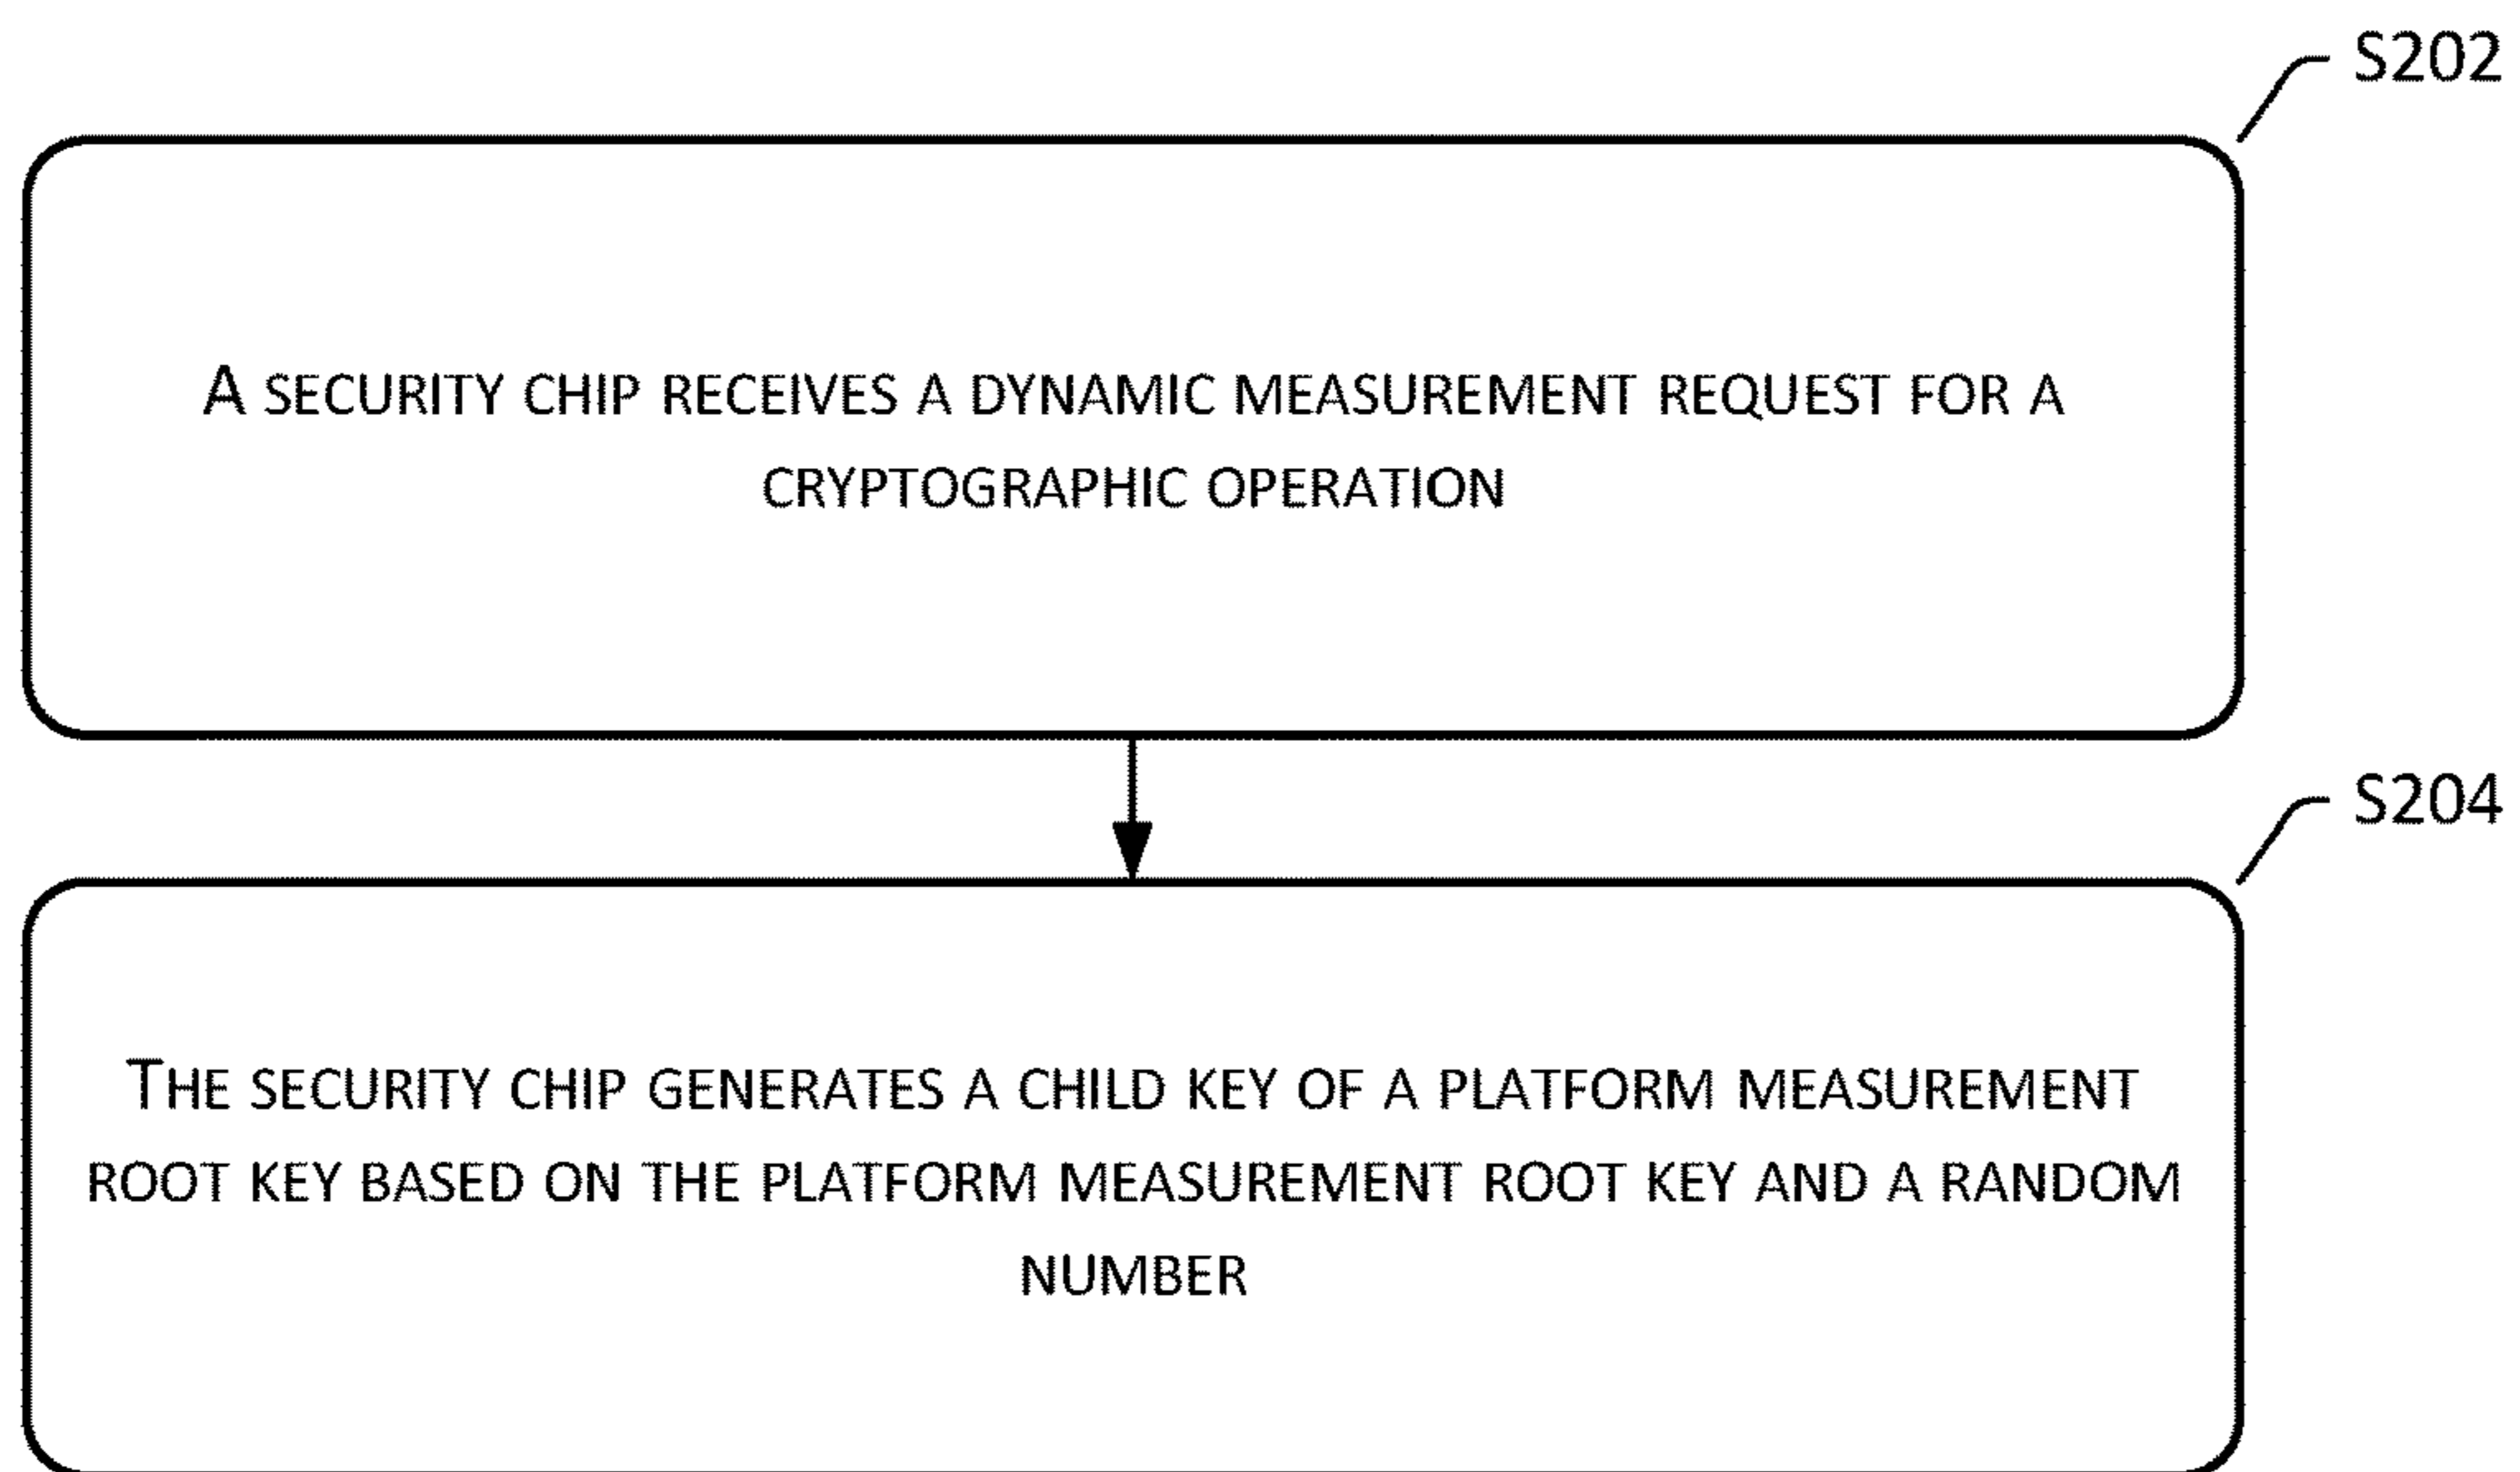 S202
A SECURITY CHIP RECEIVES A DYNAMIC MEASUREMENT REQUEST FOR A
CRYPTOGRAPHIC OPERATION
S204
THE SECURITY CHIP GENERATES A CHILD KEY OF A PLATFORM MEASUREMENT
ROOT KEY BASED ON THE PLATFORM MEASUREMENT ROOT KEY AND A RANDOM
NUMBER